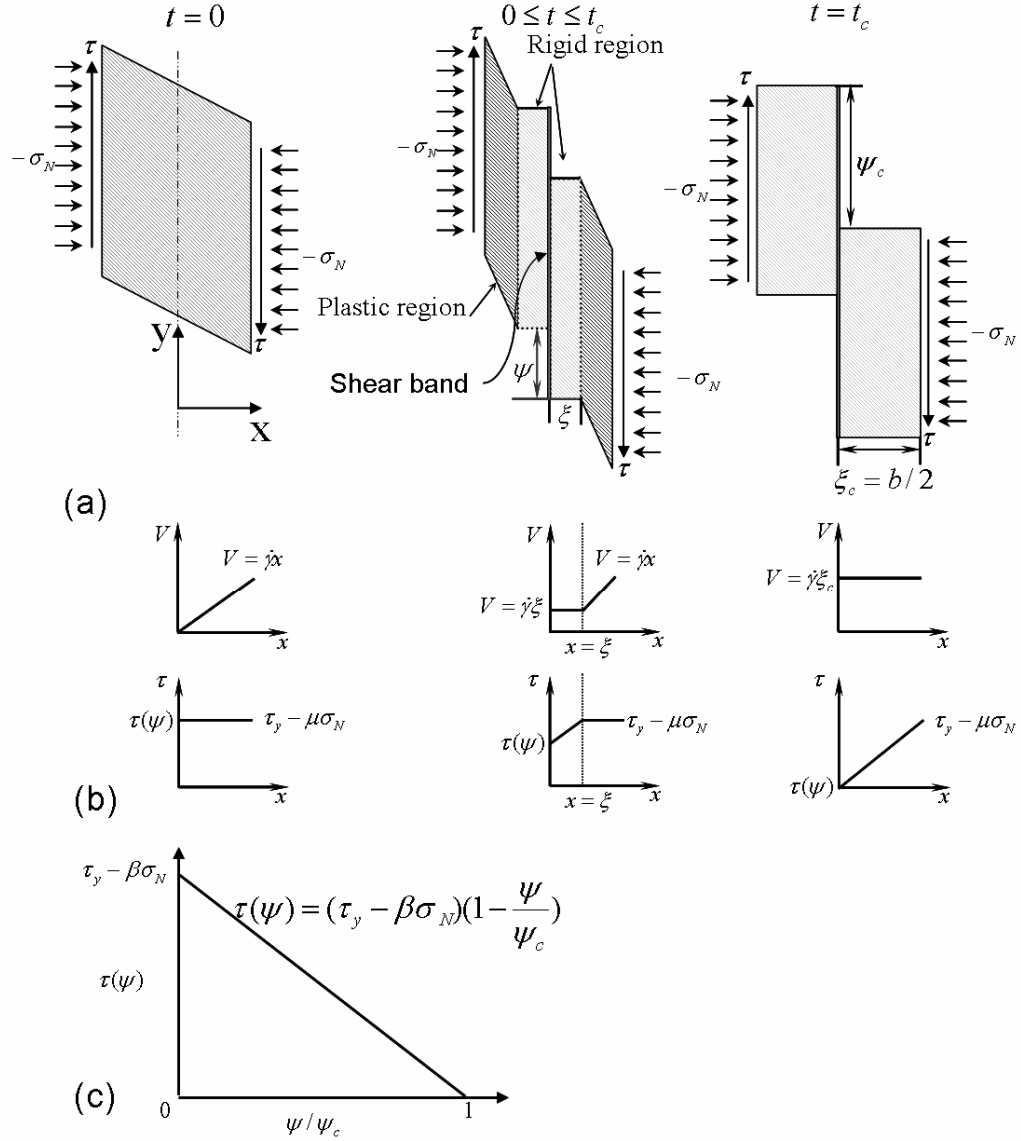 t = 0
0 ≤ t ≤ t_c
t = t_c
τ
τ
Rigid region
τ
−σ_N
−σ_N
−σ_N
ψ_c
−σ_N
Plastic region
−σ_N
−σ_N
y
τ
Shear band
ψ
ξ
τ
x
τ
ξ_c = b/2
(a)
V
V = γ̇x
x
V
V = γ̇x
V = γ̇ξ
x = ξ
x
V
V = γ̇ξ_c
x
τ
τ(ψ)
τ_y − μσ_N
x
τ
τ_y − μσ_N
τ(ψ)
x = ξ
x
τ
τ_y − μσ_N
τ(ψ)
x
(b)
τ_y − βσ_N
τ(ψ) = (τ_y − βσ_N)(1 − ψ/ψ_c)
τ(ψ)
(c)
0
ψ/ψ_c
1